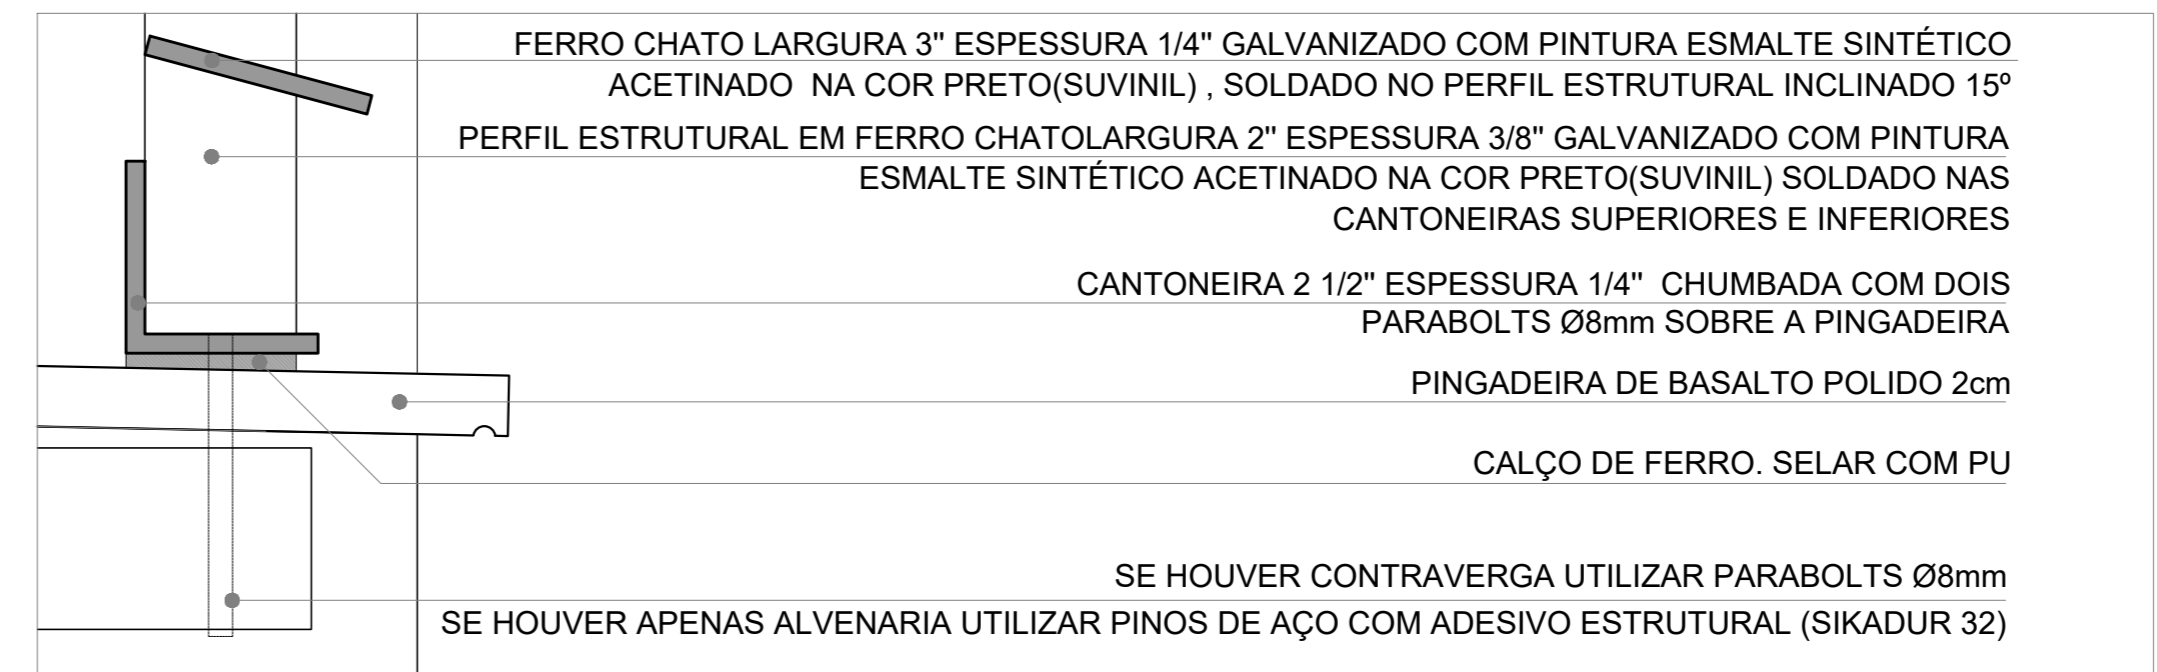 FERRO CHATO LARGURA 3" ESPESSURA 1/4" GALVANIZADO COM PINTURA ESMALTE SINTÉTICO
ACETINADO NA COR PRETO(SUVINIL) , SOLDADO NO PERFIL ESTRUTURAL INCLINADO 15º
PERFIL ESTRUTURAL EM FERRO CHATOLARGURA 2" ESPESSURA 3/8" GALVANIZADO COM PINTURA
ESMALTE SINTÉTICO ACETINADO NA COR PRETO(SUVINIL) SOLDADO NAS
CANTONEIRAS SUPERIORES E INFERIORES
CANTONEIRA 2 1/2" ESPESSURA 1/4" CHUMBADA COM DOIS
PARABOLTS Ø8mm SOBRE A PINGADEIRA
PINGADEIRA DE BASALTO POLIDO 2cm
CALÇO DE FERRO. SELAR COM PU
SE HOUVER CONTRAVERGA UTILIZAR PARABOLTS Ø8mm
SE HOUVER APENAS ALVENARIA UTILIZAR PINOS DE AÇO COM ADESIVO ESTRUTURAL (SIKADUR 32)